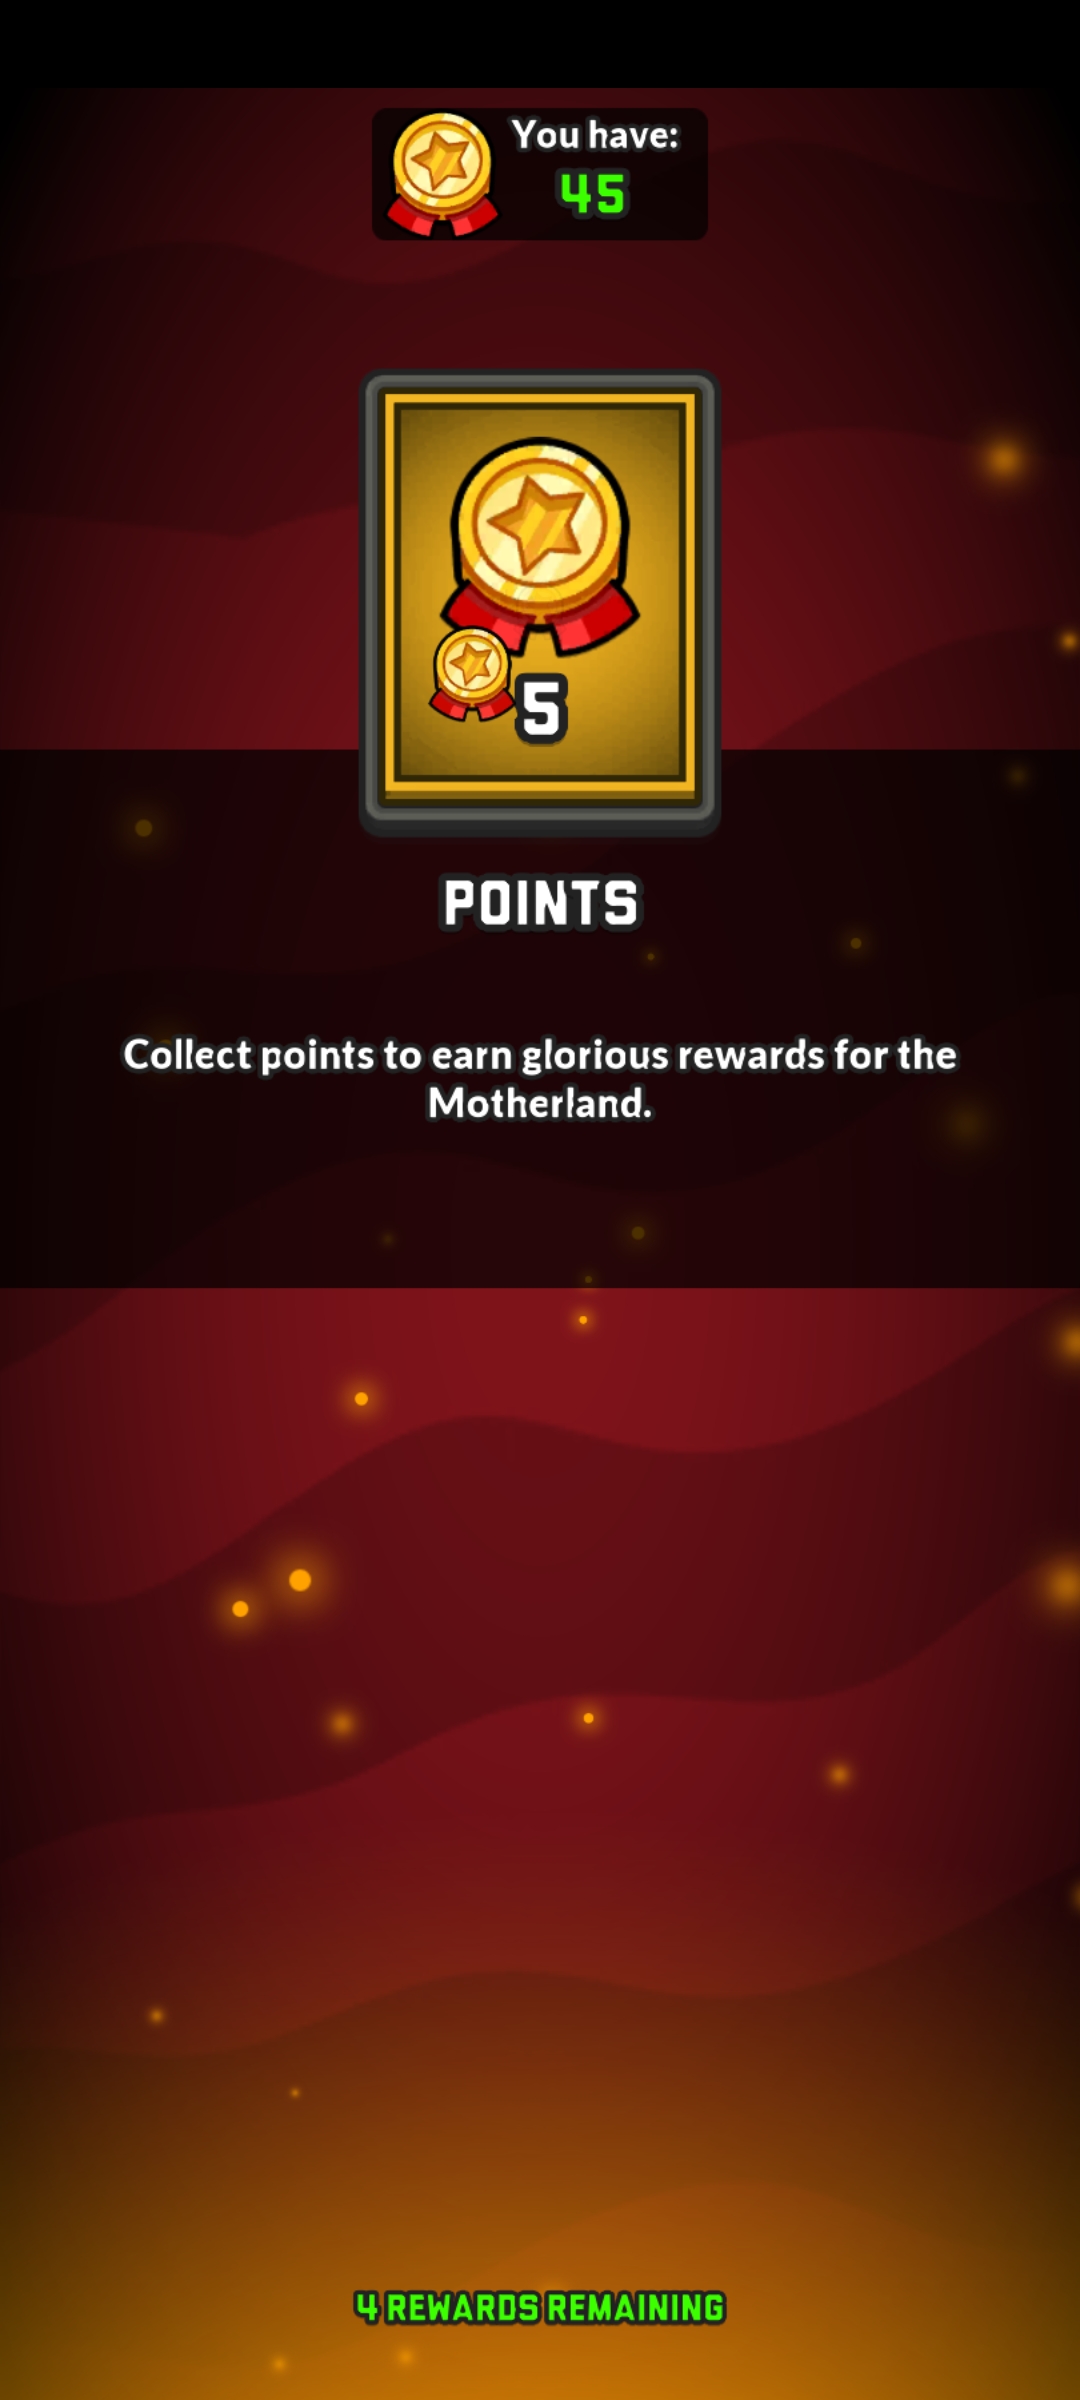 You have:
45
5
POINTS
Collect points to earn glorious rewards for the
Motherland.
4 REWARDS REMAINING